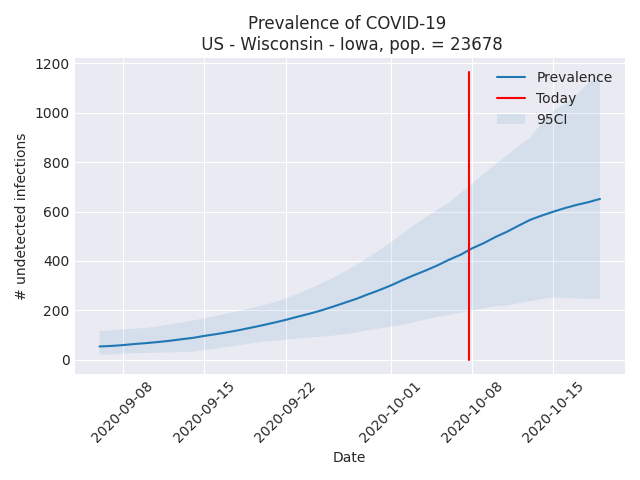 Prevalence of COVID-19
US - Wisconsin - Iowa, pop. = 23678
1200
1000
800
600
400
200
0
# undetected infections
Prevalence
Today
95CI
2020-09-08
2020-09-15
2020-09-22
2020-10-01
2020-10-08
2020-10-15
Date